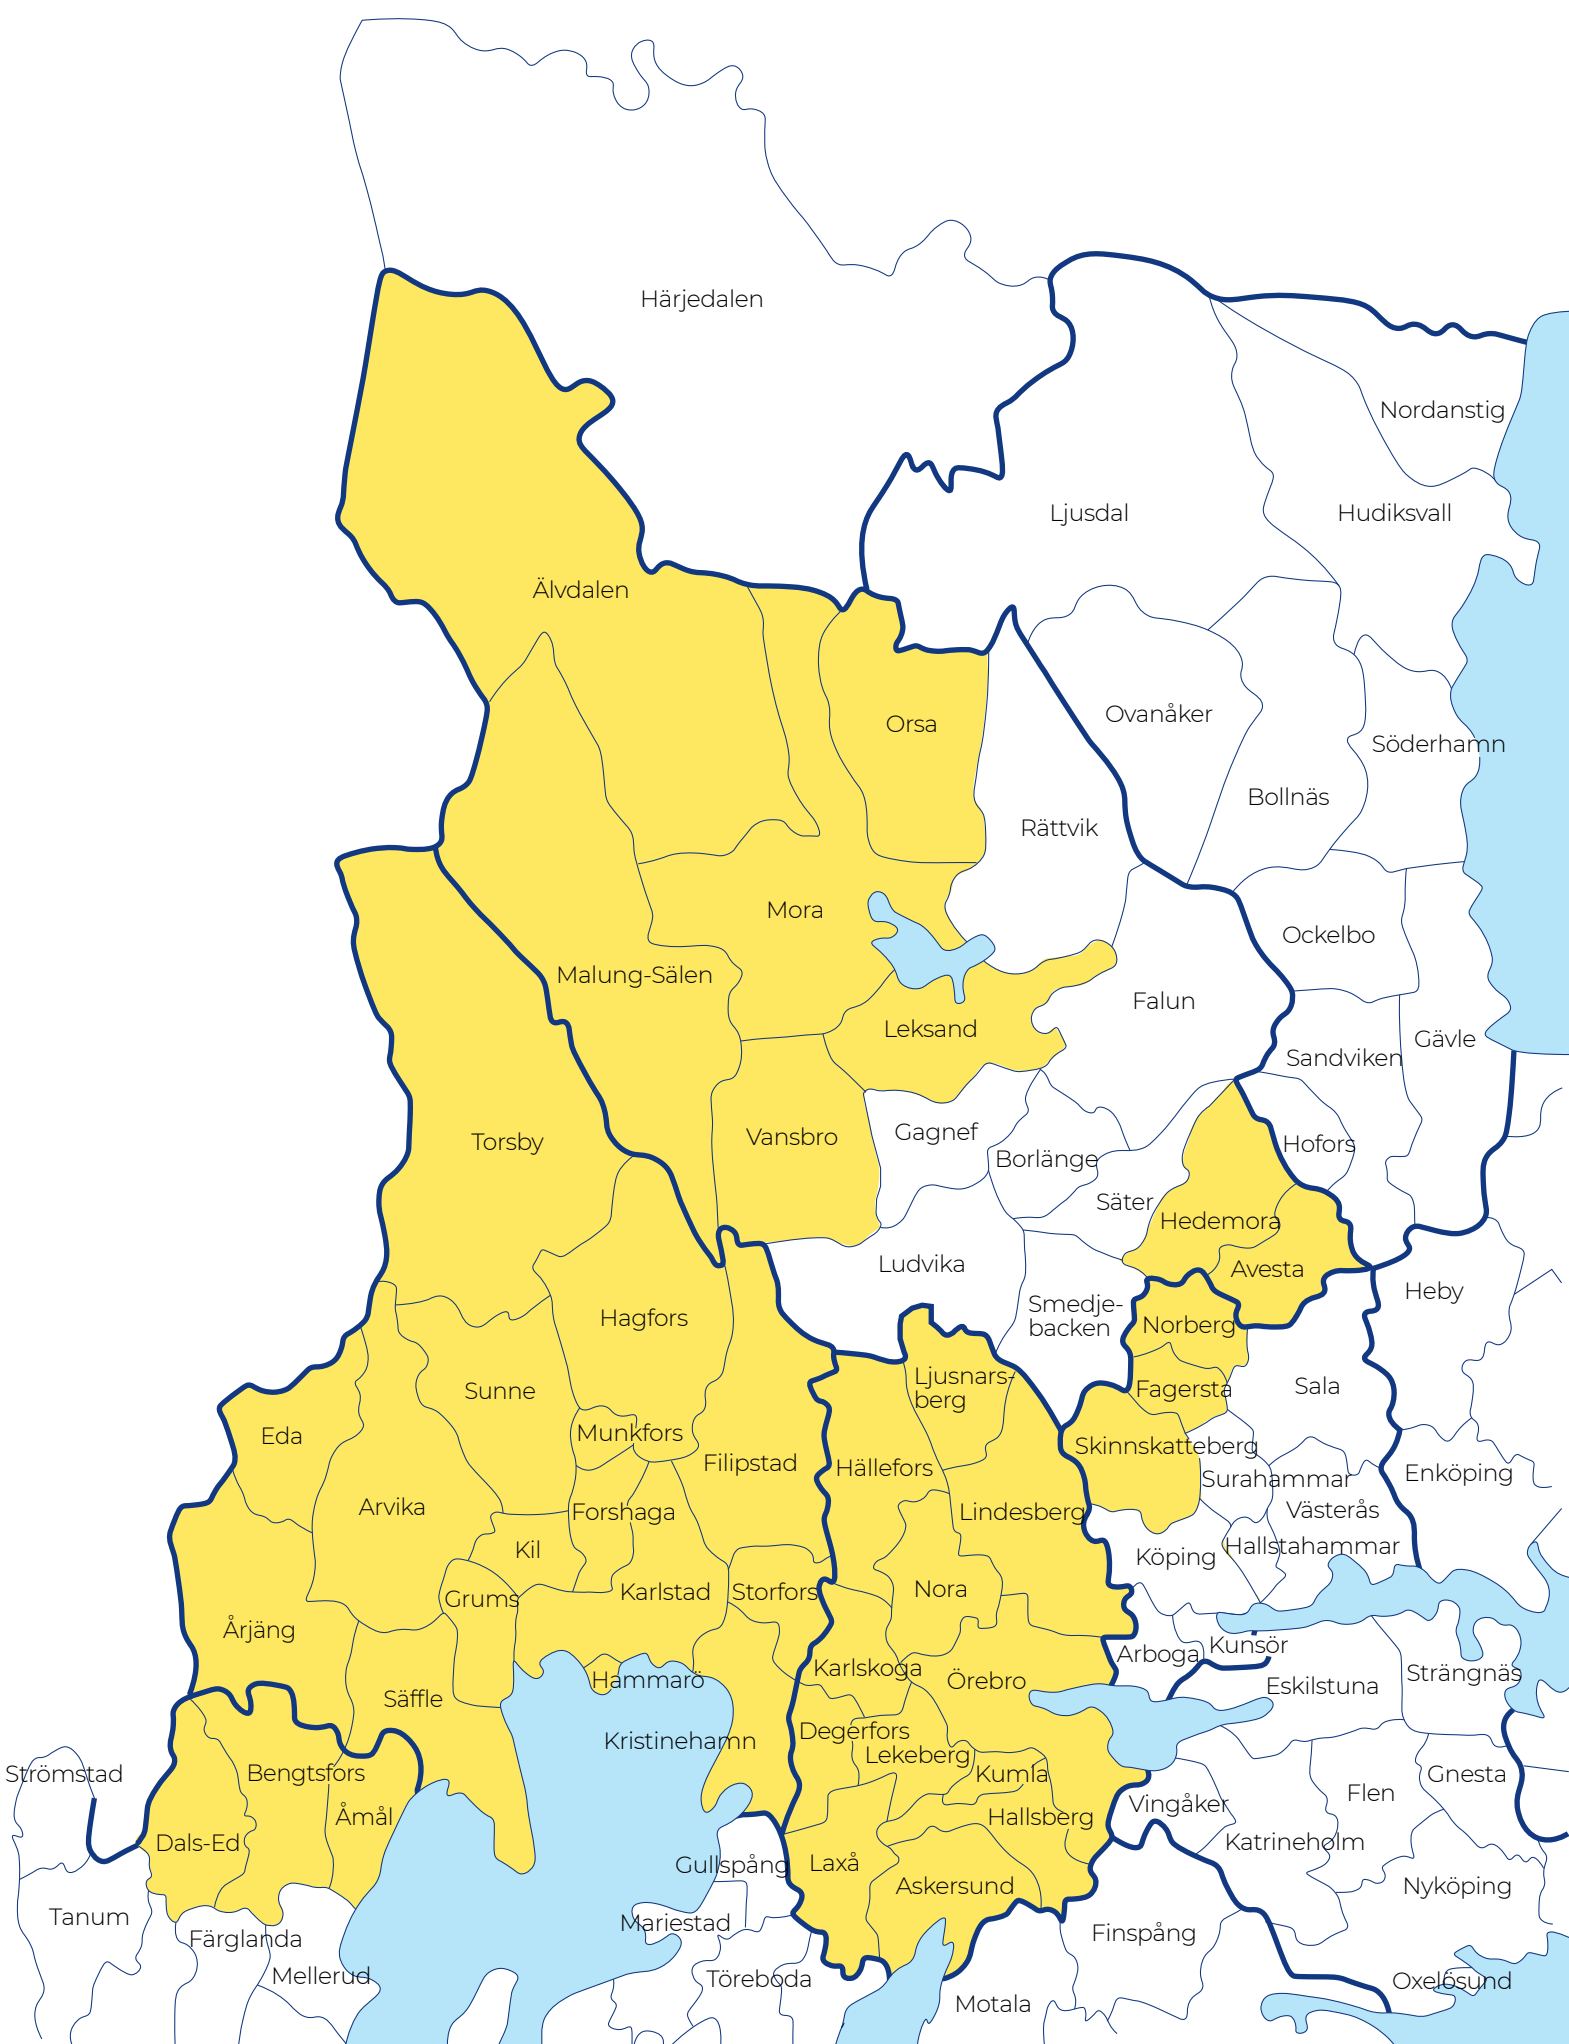 Härjedalen
Nordanstig
Ljusdal
Hudiksvall
Älvdalen
Orsa
Ovanåker
Söderhamn
Bollnäs
Rättvik
Mora
Ockelbo
Malung-Sälen
Falun
Leksand
Gävle
Sandviken
Vansbro
Gagnef
Torsby
Hofors
Borlänge
Säter
Hedemora
Ludvika
Avesta
Heby
Smedje-
backen
Hagfors
Norberg
Ljusnars-
berg
Sunne
Fagersta
Sala
Eda
Munkfors
Skinnskatteberg
Filipstad
Hällefors
Enköping
Surahammar
Arvika
Forshaga
Lindesberg
Västerås
Kil
Köping
Hallstahammar
Grums
Karlstad
Storfors
Nora
Årjäng
Kunsör
Arboga
Karlskoga
Hammarö
Örebro
Strängnäs
Eskilstuna
Säffle
Degerfors
Kristinehamn
Lekeberg
Strömstad
Bengtsfors
Kumla
Gnesta
Flen
Åmål
Hallsberg
Vingåker
Dals-Ed
Katrineholm
Gullspång
Laxå
Askersund
Nyköping
Tanum
Mariestad
Färglanda
Finspång
Mellerud
Töreboda
Oxelösund
Motala